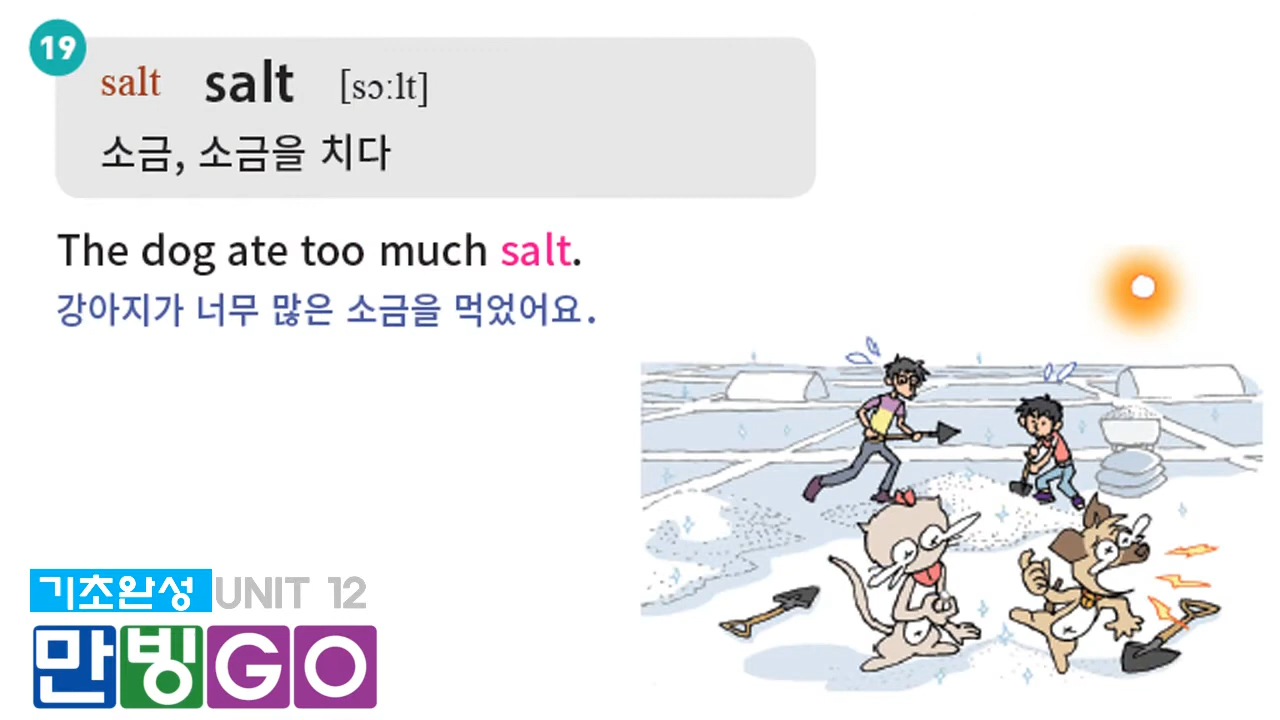 19
salt salt [sɔːlt]
소금, 소금을 치다
The dog ate too much salt.
강아지가 너무 많은 소금을 먹었어요.
기초완성 UNIT 12
만빙GO